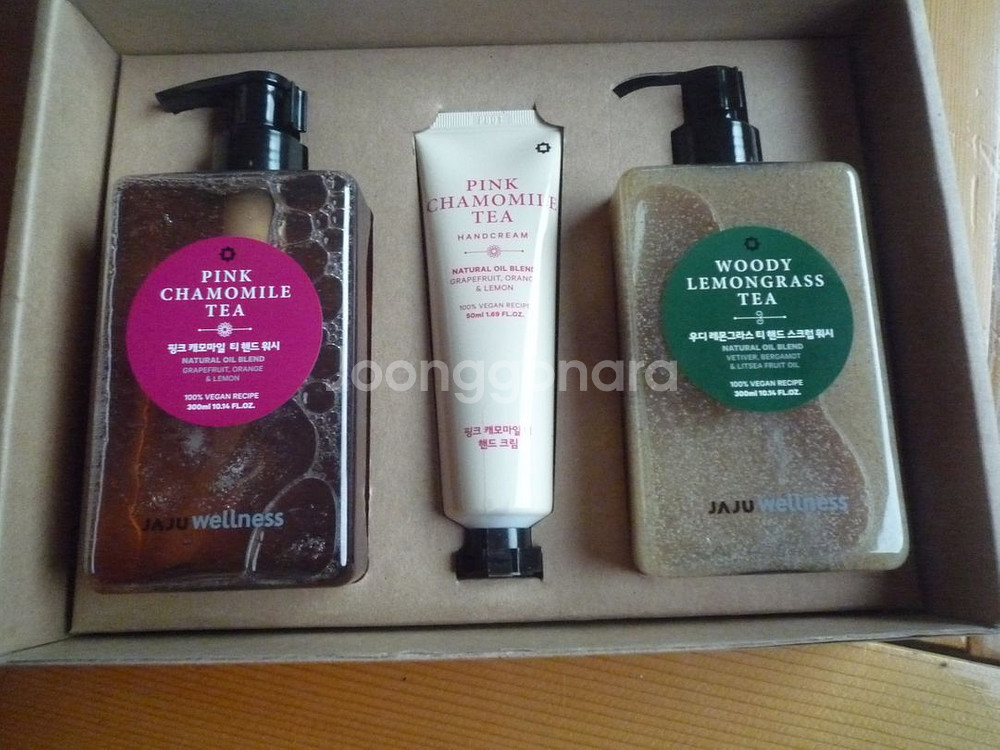 PINK
CHAMOMILE
TEA
핑크 캐모마일 티 핸드 워시
NATURAL OIL BLEND
GRAPEFRUIT, ORANGE
& LEMON
100% VEGAN RECIPE
300ml 10.14 FL.OZ.
JAJU wellness
PINK
CHAMOMILE
TEA
HANDCREAM
NATURAL OIL BLEND
GRAPEFRUIT, ORANG
& LEMON
100% VEGAN RECIPE
50ml 1.69 FL.OZ.
핑크 캐모마일
핸드 크림
WOODY
LEMONGRASS
TEA
우디 레몬그라스 티 핸드 스크럽 워시
NATURAL OIL BLEND
VETIVER, BERGAMOT
& LITSEA FRUIT OIL
100% VEGAN RECIPE
300ml 10.14 FL.OZ.
JAJU wellness
joonggonara